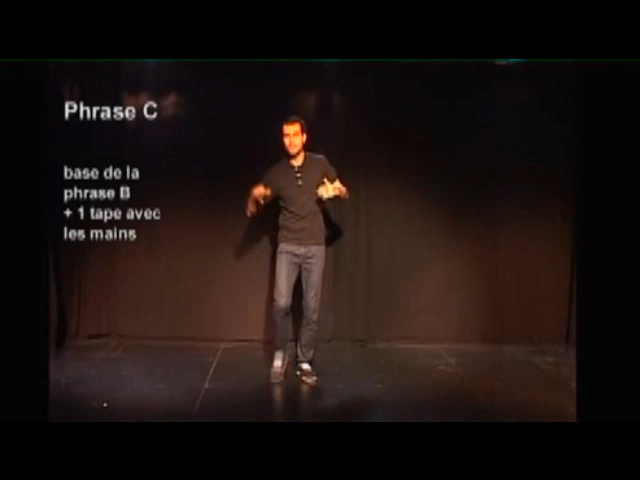 Phrase C
base de la
phrase B
+ 1 tape avec
les mains